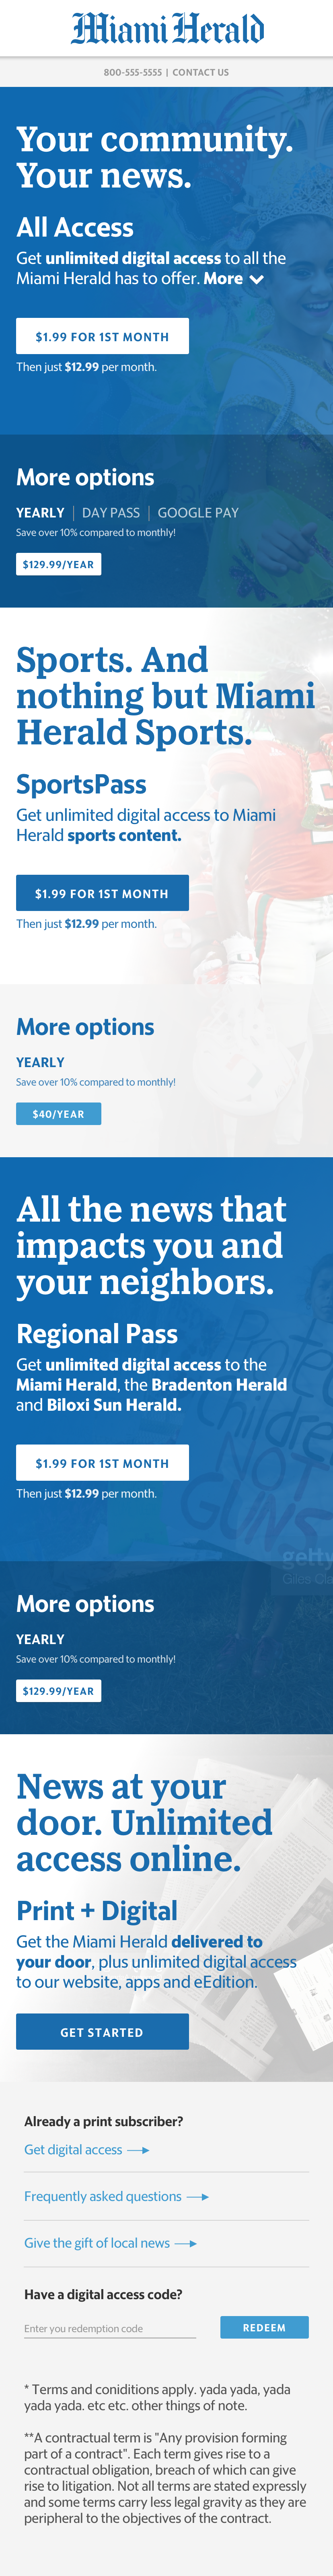 Miami Herald
800-555-5555 | CONTACT US
Your community.
Your news.
All Access
Get unlimited digital access to all the
Miami Herald has to offer. More
$1.99 FOR 1ST MONTH
Then just $12.99 per month.
More options
YEARLY | DAY PASS | GOOGLE PAY
Save over 10% compared to monthly!
$129.99/YEAR
Sports. And
nothing but Miami
Herald Sports.
SportsPass
Get unlimited digital access to Miami
Herald sports content.
$1.99 FOR 1ST MONTH
Then just $12.99 per month.
More options
YEARLY
Save over 10% compared to monthly!
$40/YEAR
All the news that
impacts you and
your neighbors.
Regional Pass
Get unlimited digital access to the
Miami Herald, the Bradenton Herald
and Biloxi Sun Herald.
$1.99 FOR 1ST MONTH
Then just $12.99 per month.
getty
More options
YEARLY
Save over 10% compared to monthly!
$129.99/YEAR
News at your
door. Unlimited
access online.
Print + Digital
Get the Miami Herald delivered to
your door, plus unlimited digital access
to our website, apps and eEdition.
GET STARTED
Already a print subscriber?
Get digital access
Frequently asked questions
Give the gift of local news
Have a digital access code?
Enter you redemption code
REDEEM
* Terms and coniditions apply. yada yada, yada
yada yada. etc etc. other things of note.
**A contractual term is "Any provision forming
part of a contract". Each term gives rise to a
contractual obligation, breach of which can give
rise to litigation. Not all terms are stated expressly
and some terms carry less legal gravity as they are
peripheral to the objectives of the contract.